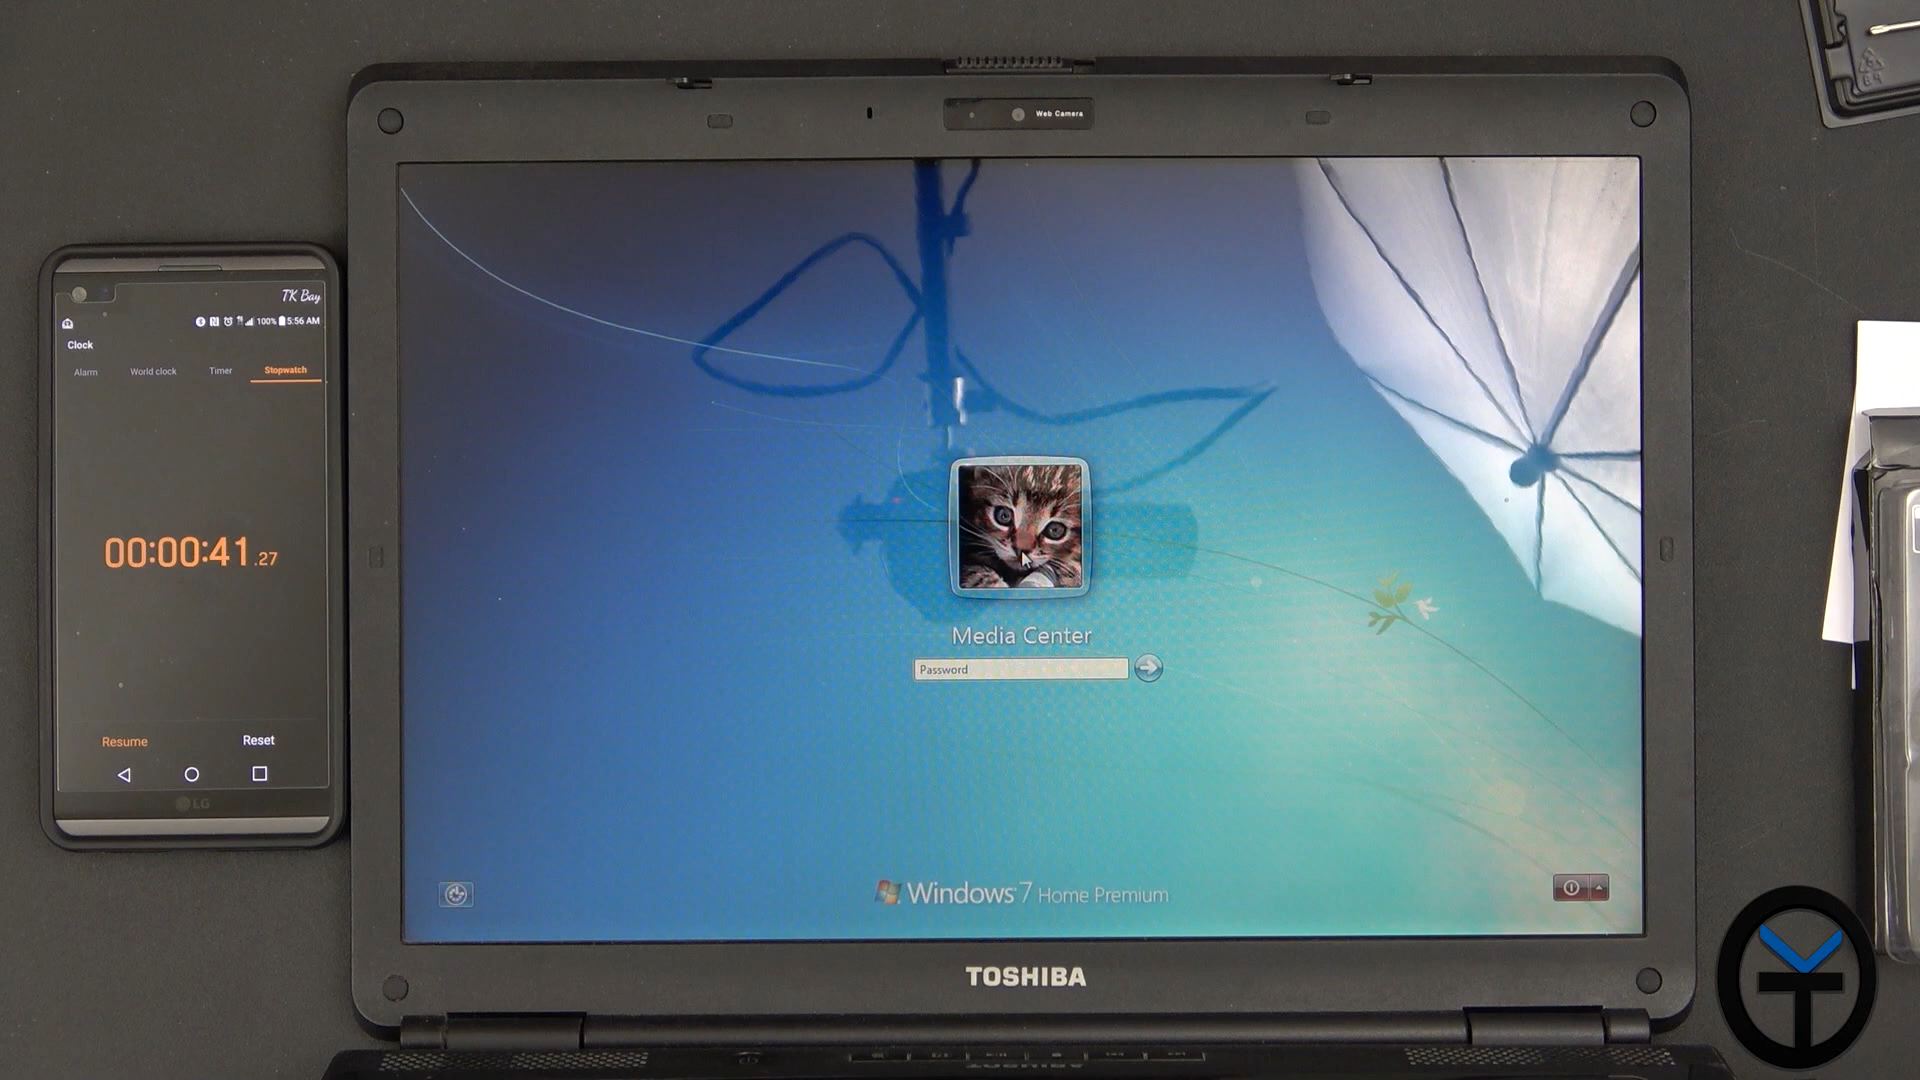 Web Camera
TK Bay
100% 5:56 AM
Clock
Alarm World clock Timer Stopwatch
00:00:41.27
Resume Reset
LG
Media Center
Password
Windows 7 Home Premium
TOSHIBA